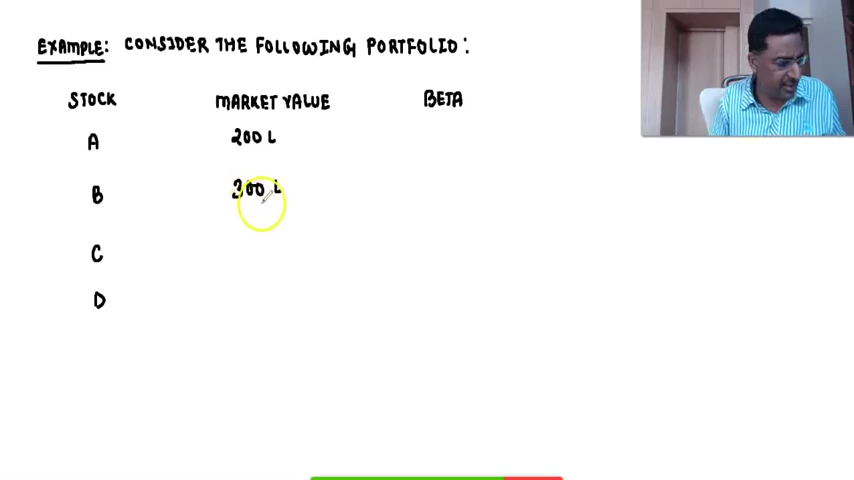 EXAMPLE: CONSIDER THE FOLLOWING PORTFOLIO:
STOCK MARKET VALUE BETA
A 200 L
B 300 L
C
D